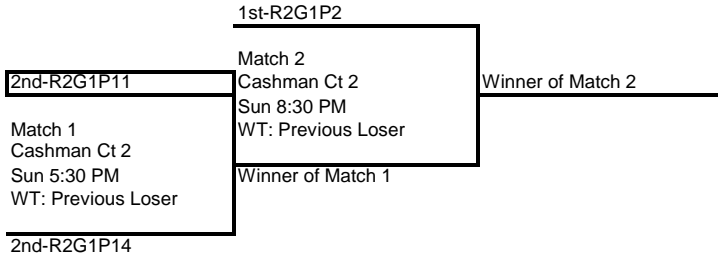 1st-R2G1P2
Match 2
2nd-R2G1P11
Cashman Ct 2
Winner of Match 2
Sun 8:30 PM
Match 1
WT: Previous Loser
Cashman Ct 2
Sun 5:30 PM
Winner of Match 1
WT: Previous Loser
2nd-R2G1P14